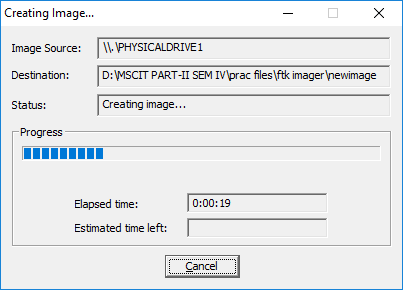 Creating Image...
Image Source: \\.\PHYSICALDRIVE1
Destination: D:\MSCIT PART-II SEM IV\prac files\ftk imager\newimage
Status: Creating image...
Progress
Elapsed time: 0:00:19
Estimated time left:
Cancel